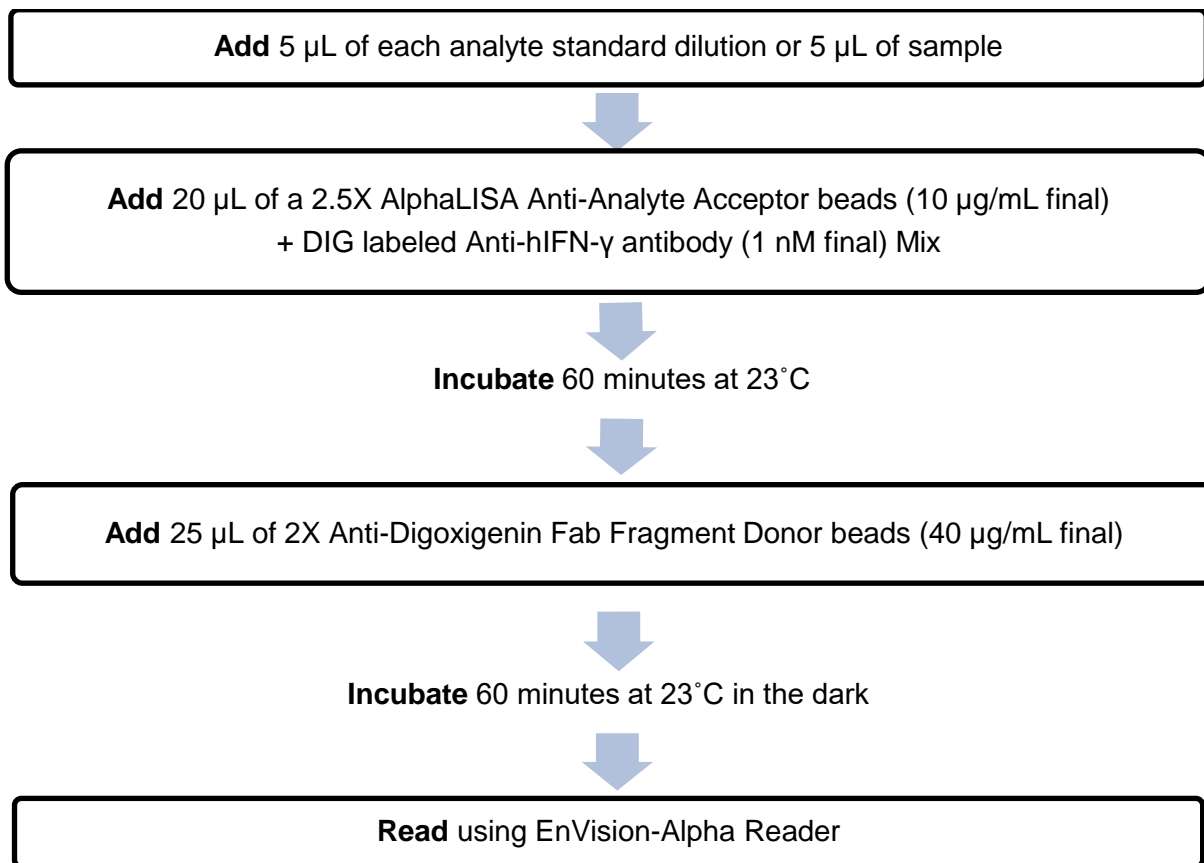 Add 5 µL of each analyte standard dilution or 5 µL of sample
Add 20 µL of a 2.5X AlphaLISA Anti-Analyte Acceptor beads (10 µg/mL final)
+ DIG labeled Anti-hIFN-γ antibody (1 nM final) Mix
Incubate 60 minutes at 23˚C
Add 25 µL of 2X Anti-Digoxigenin Fab Fragment Donor beads (40 µg/mL final)
Incubate 60 minutes at 23˚C in the dark
Read using EnVision-Alpha Reader